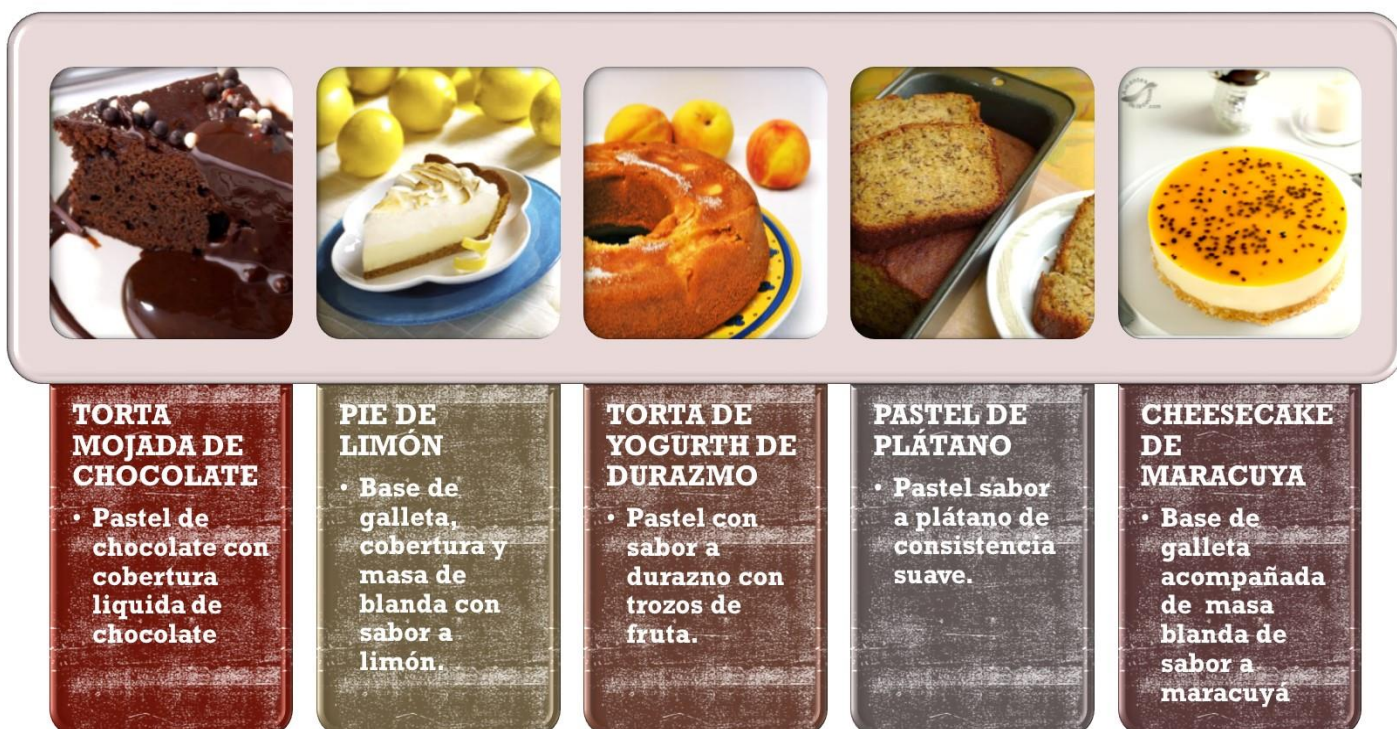 TORTA
MOJADA DE
CHOCOLATE
• Pastel de
chocolate con
cobertura
liquida de
chocolate
PIE DE
LIMÓN
• Base de
galleta,
cobertura y
masa de
blanda con
sabor a
limón.
TORTA DE
YOGURTH DE
DURAZMO
• Pastel con
sabor a
durazno con
trozos de
fruta.
PASTEL DE
PLÁTANO
• Pastel sabor
a plátano de
consistencia
suave.
CHEESECAKE
DE
MARACUYA
• Base de
galleta
acompañada
de masa
blanda de
sabor a
maracuyá